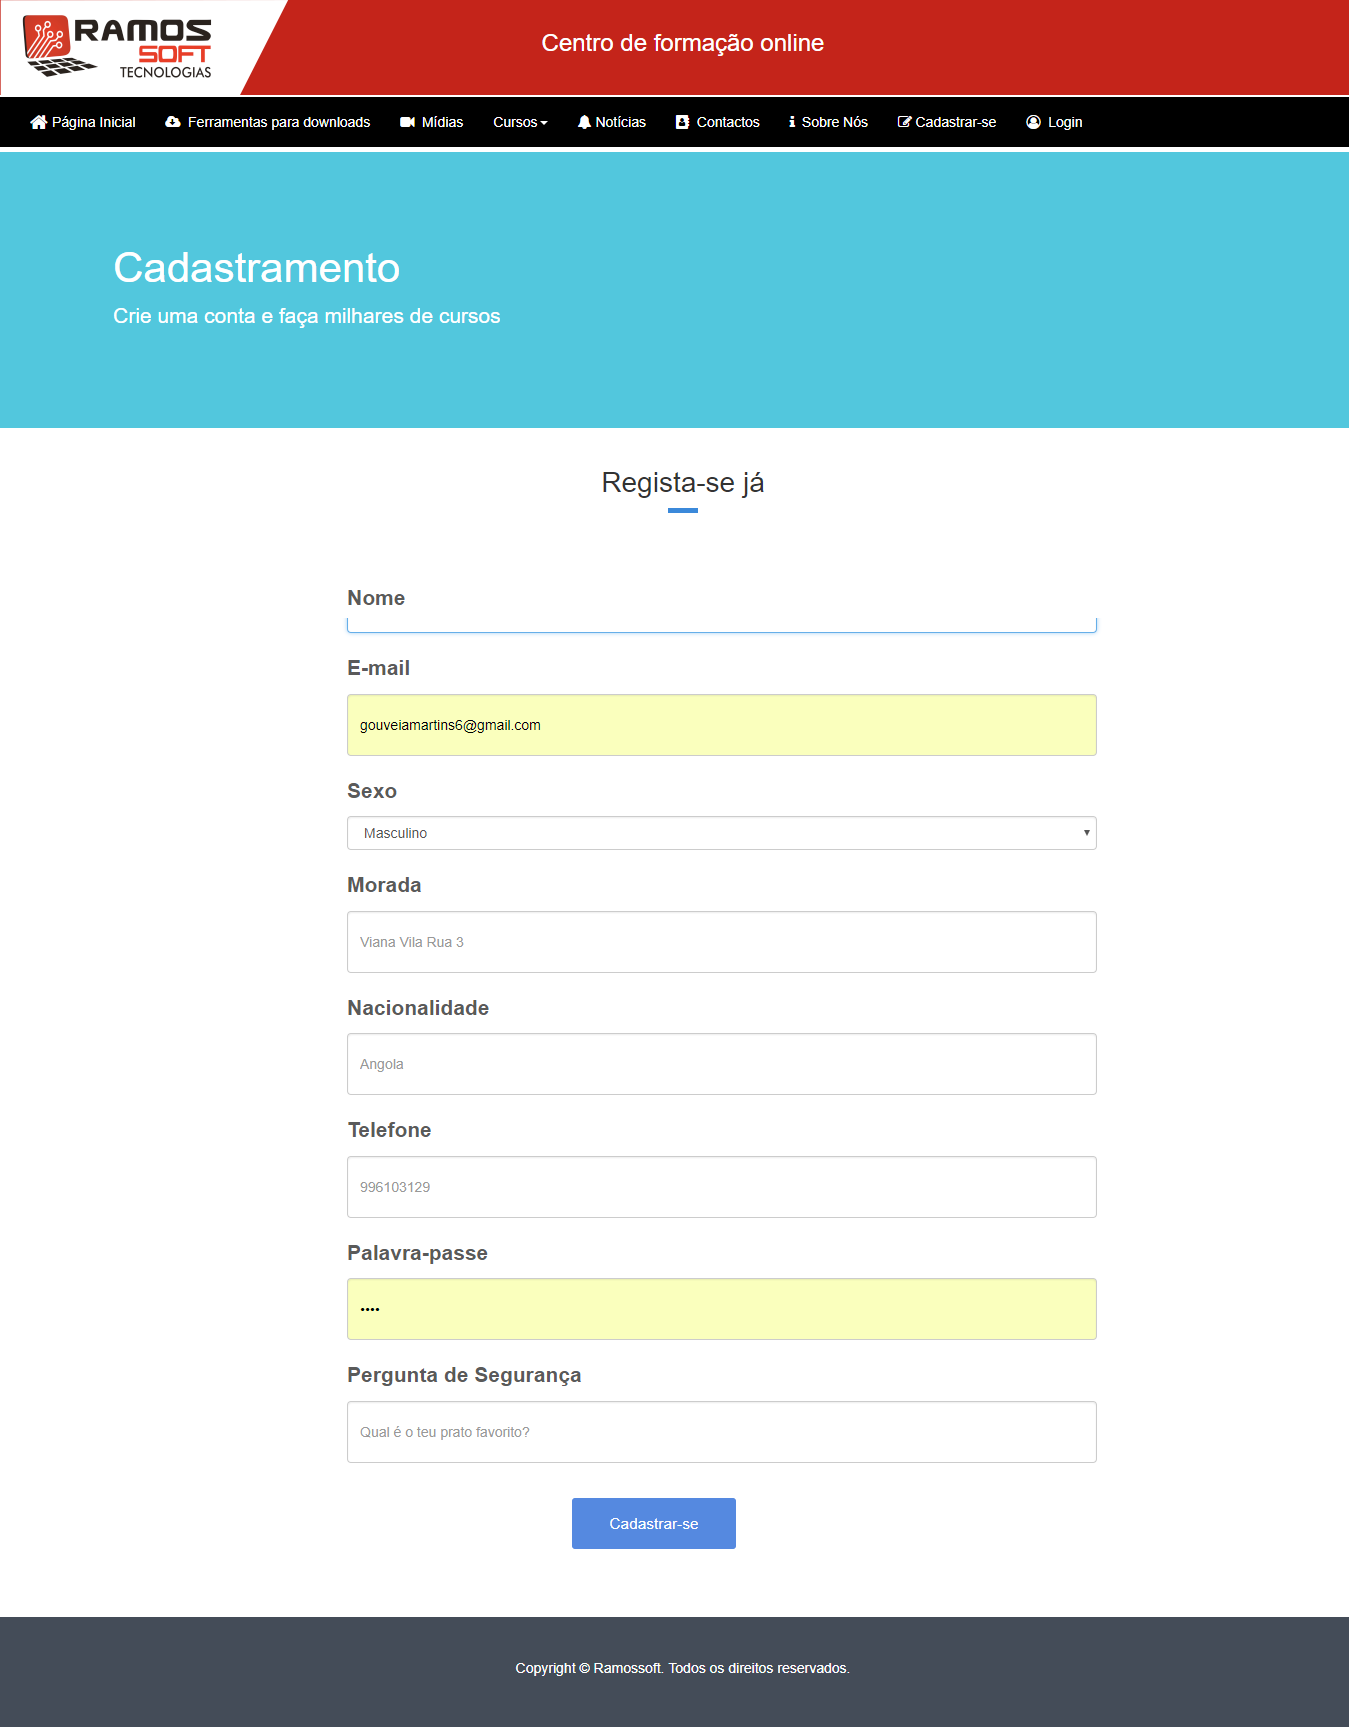 RAMOS
SOFT
TECNOLOGIAS
Centro de formação online
Página Inicial Ferramentas para downloads Mídias Cursos Notícias Contactos Sobre Nós Cadastrar-se Login
Cadastramento
Crie uma conta e faça milhares de cursos
Regista-se já
Nome
E-mail
gouveiamartins6@gmail.com
Sexo
Masculino
Morada
Viana Vila Rua 3
Nacionalidade
Angola
Telefone
996103129
Palavra-passe
••••
Pergunta de Segurança
Qual é o teu prato favorito?
Cadastrar-se
Copyright © Ramossoft. Todos os direitos reservados.